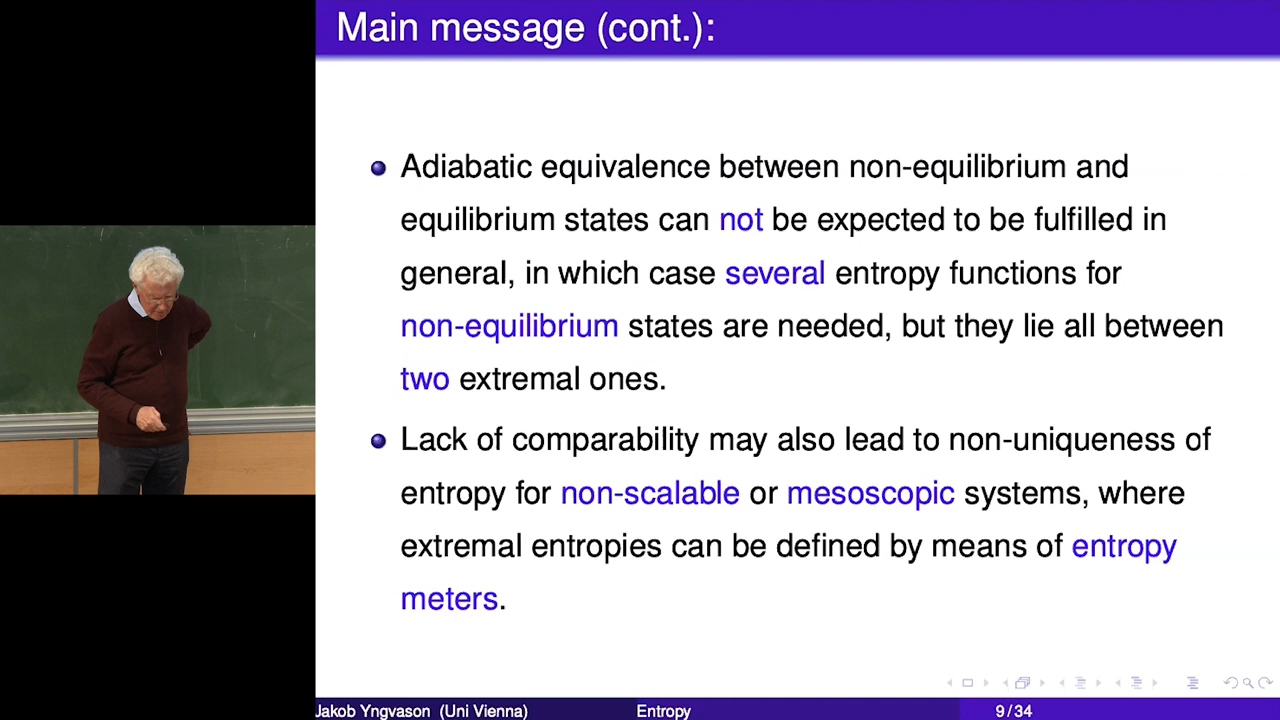 Main message (cont.):
Adiabatic equivalence between non-equilibrium and
equilibrium states can not be expected to be fulfilled in
general, in which case several entropy functions for
non-equilibrium states are needed, but they lie all between
two extremal ones.
Lack of comparability may also lead to non-uniqueness of
entropy for non-scalable or mesoscopic systems, where
extremal entropies can be defined by means of entropy
meters.
Jakob Yngvason (Uni Vienna)
Entropy
9/34